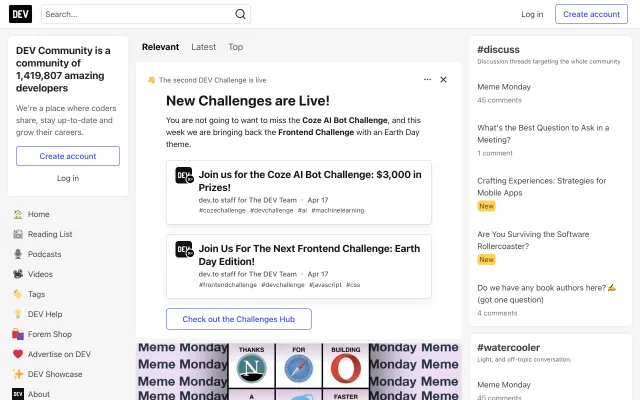 DEV
Search...
Log in
Create account
DEV Community is a
community of
1,419,807 amazing
developers
We're a place where coders
share, stay up-to-date and
grow their careers.
Create account
Log in
Home
Reading List
Podcasts
Videos
Tags
DEV Help
Forem Shop
Advertise on DEV
DEV Showcase
DEV
About
Relevant Latest Top
The second DEV Challenge is live
New Challenges are Live!
You are not going to want to miss the Coze AI Bot Challenge, and this
week we are bringing back the Frontend Challenge with an Earth Day
theme.
DEV
Join us for the Coze AI Bot Challenge: $3,000 in
Prizes!
dev.to staff for The DEV Team · Apr 17
#cozechallenge #devchallenge #ai #machinelearning
DEV
Join Us For The Next Frontend Challenge: Earth
Day Edition!
dev.to staff for The DEV Team · Apr 17
#frontendchallenge #devchallenge #javascript #css
Check out the Challenges Hub
Meme Monday
THANKS FOR BUILDING
Monday Meme
Meme Monday
N
Monday Meme
Meme Monday
Monday Meme
Meme Monday
A FASTER
Monday Meme
#discuss
Discussion threads targeting the whole community
Meme Monday
45 comments
What's the Best Question to Ask in a
Meeting?
1 comment
Crafting Experiences: Strategies for
Mobile Apps
New
Are You Surviving the Software
Rollercoaster?
New
Do we have any book authors here?
(got one question)
4 comments
#watercooler
Light, and off-topic conversation.
Meme Monday
45 comments